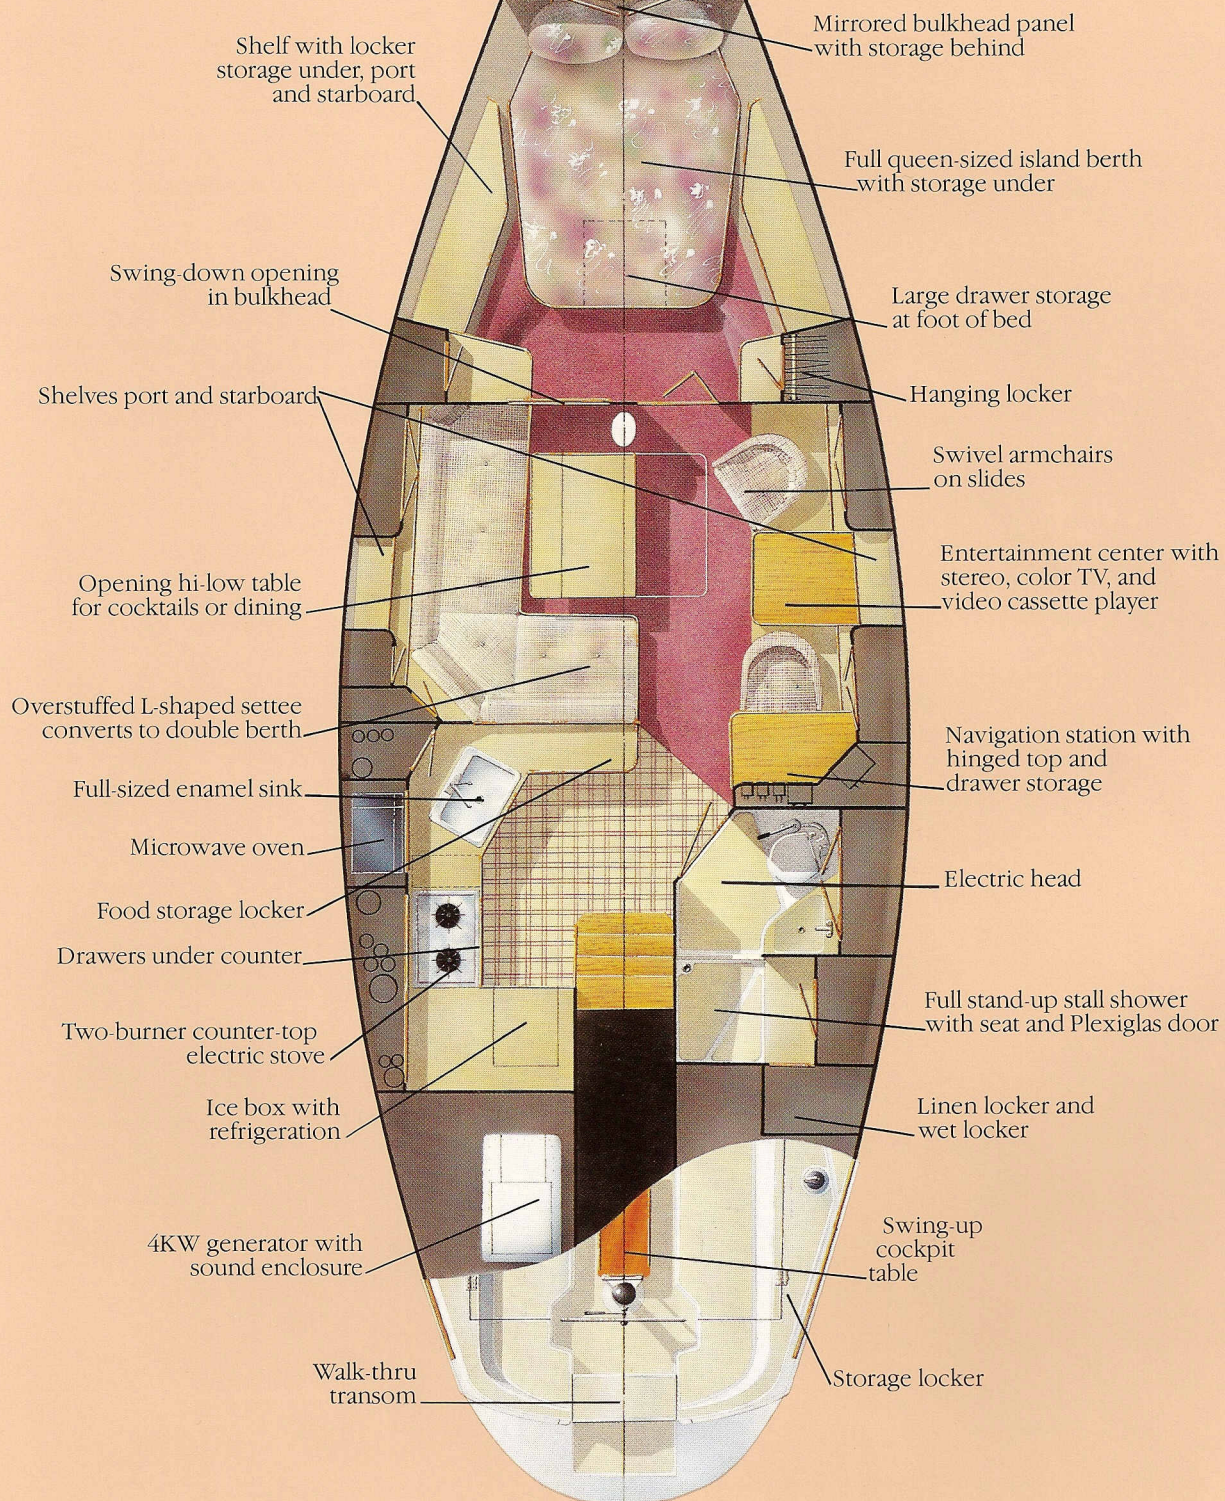 Mirrored bulkhead panel
with storage behind
Shelf with locker
storage under, port
and starboard
Full queen-sized island berth
with storage under
Swing-down opening
in bulkhead
Large drawer storage
at foot of bed
Shelves port and starboard
Hanging locker
Swivel armchairs
on slides
Opening hi-low table
for cocktails or dining
Entertainment center with
stereo, color TV, and
video cassette player
Overstuffed L-shaped settee
converts to double berth
Navigation station with
hinged top and
drawer storage
Full-sized enamel sink
Microwave oven
Electric head
Food storage locker
Drawers under counter
Two-burner counter-top
electric stove
Full stand-up stall shower
with seat and Plexiglas door
Ice box with
refrigeration
Linen locker and
wet locker
4KW generator with
sound enclosure
Swing-up
cockpit
table
Walk-thru
transom
Storage locker